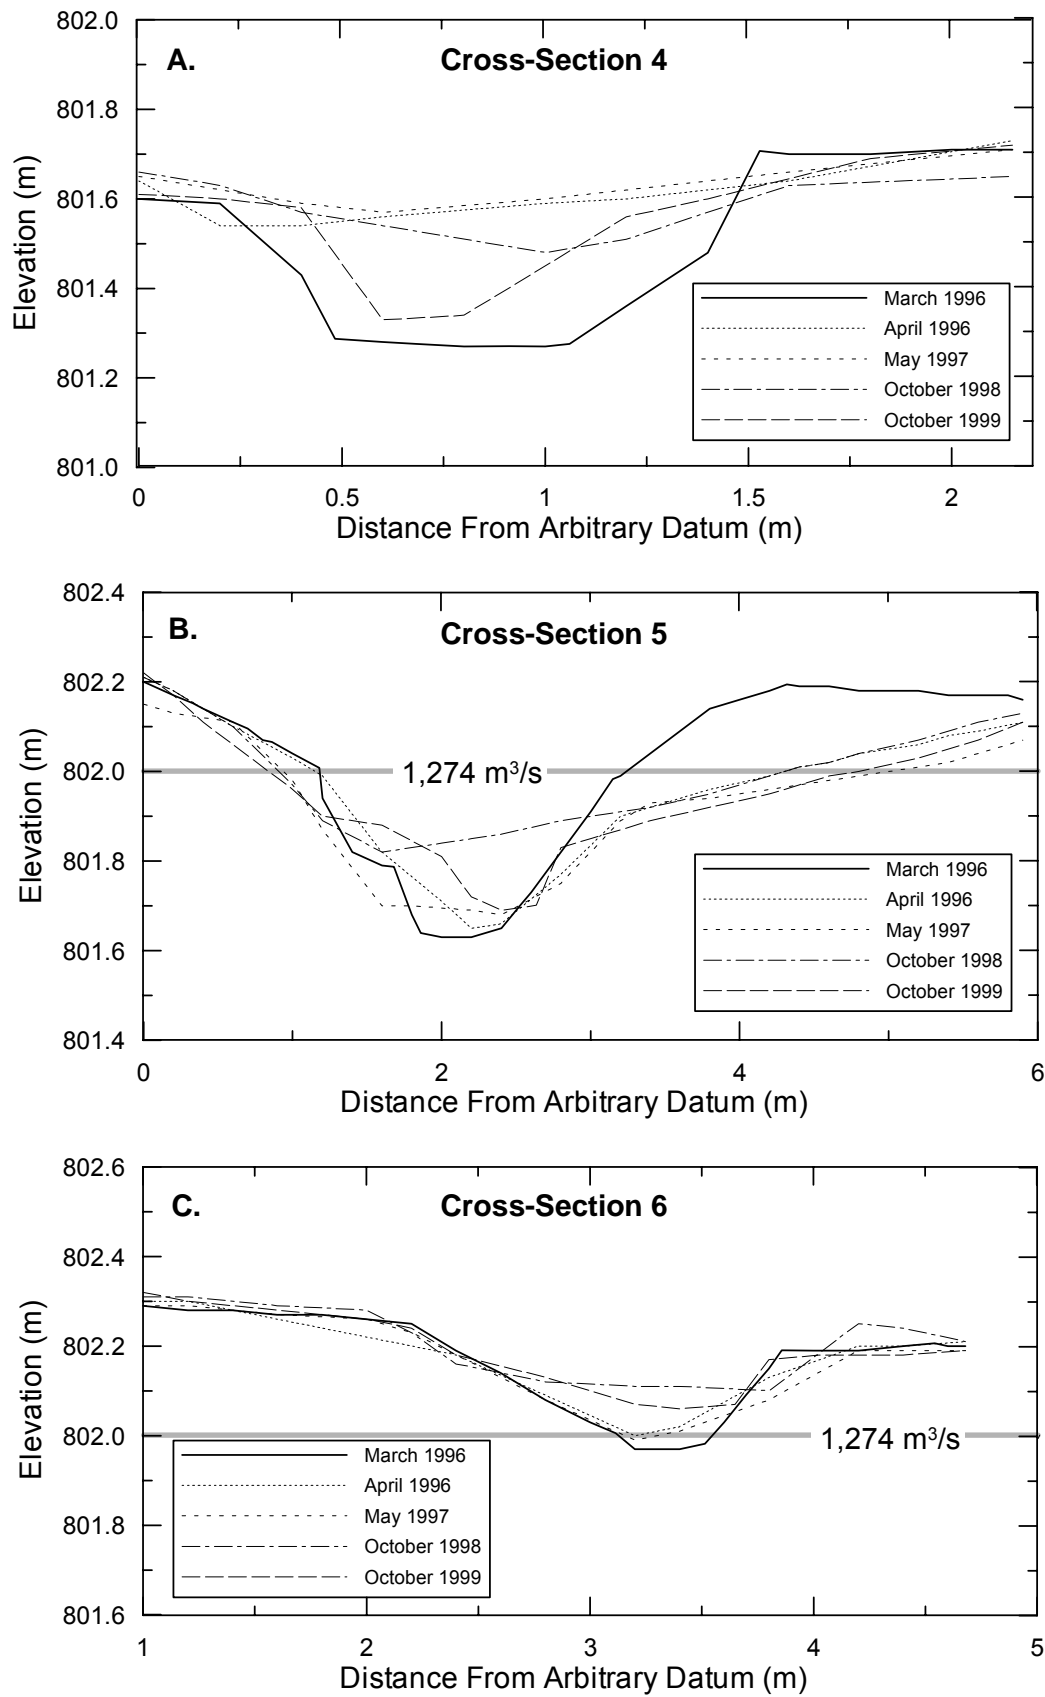 A.
Cross-Section 4
802.0
801.8
801.6
801.4
801.2
801.0
Elevation (m)
March 1996
April 1996
May 1997
October 1998
October 1999
0 0.5 1 1.5 2
Distance From Arbitrary Datum (m)
B.
Cross-Section 5
802.4
802.2
802.0
801.8
801.6
801.4
Elevation (m)
1,274 m³/s
March 1996
April 1996
May 1997
October 1998
October 1999
0 2 4 6
Distance From Arbitrary Datum (m)
C.
Cross-Section 6
802.6
802.4
802.2
802.0
801.8
801.6
Elevation (m)
1,274 m³/s
March 1996
April 1996
May 1997
October 1998
October 1999
1 2 3 4 5
Distance From Arbitrary Datum (m)